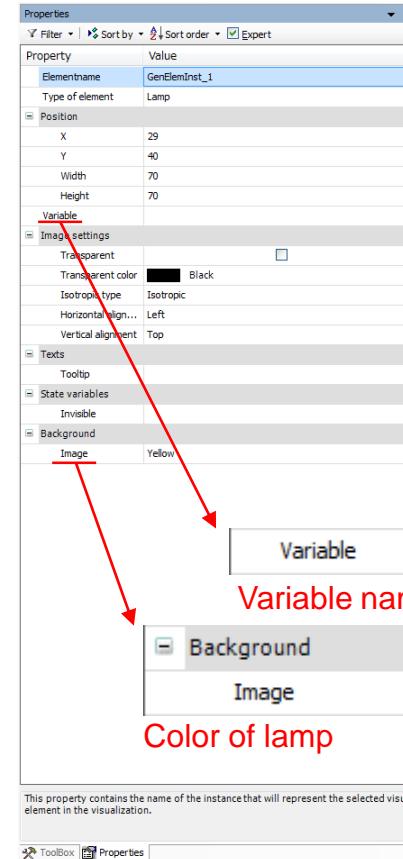 Properties
Filter Sort by Sort order Expert
Property Value
Elementname GenElemInst_1
Type of element Lamp
Position
X 29
Y 40
Width 70
Height 70
Variable
Image settings
Transparent
Transparent color Black
Isotropic type Isotropic
Horizontal align... Left
Vertical alignment Top
Texts
Tooltip
State variables
Invisible
Background
Image Yellow
Variable
Variable nar
Background
Image
Color of lamp
This property contains the name of the instance that will represent the selected visu
element in the visualization.
ToolBox Properties